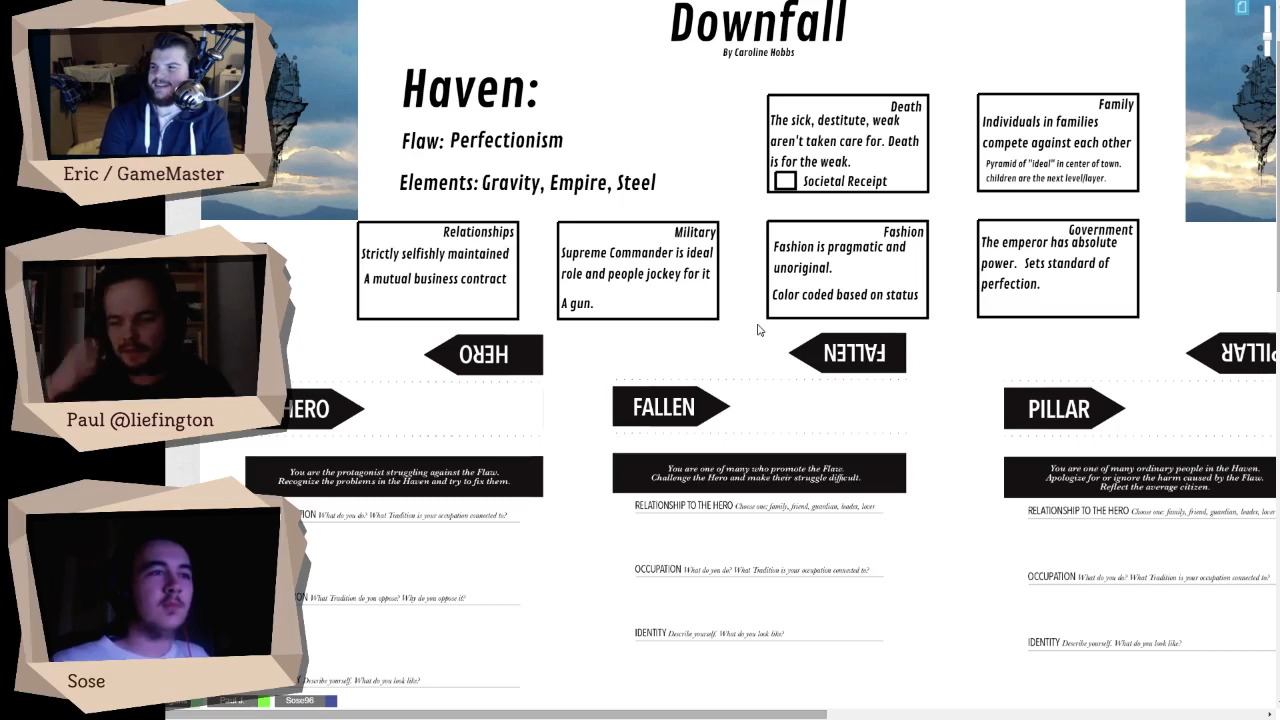 Downfall
By Caroline Hobbs
Haven:
Flaw: Perfectionism
Elements: Gravity, Empire, Steel
Death
The sick, destitute, weak
aren't taken care for. Death
is for the weak.
Societal Receipt
Family
Individuals in families
compete against each other
Pyramid of "ideal" in center of town.
children are the next level/layer.
Relationships
Strictly selfishly maintained
A mutual business contract
Military
Supreme Commander is ideal
role and people jockey for it
A gun.
Fashion
Fashion is pragmatic and
unoriginal.
Color coded based on status
Government
The emperor has absolute
power. Sets standard of
perfection.
HERO
FALLEN
PILLAR
HERO
FALLEN
PILLAR
You are the protagonist struggling against the Flaw.
Recognize the problems in the Haven and try to fix them.
You are one of many who promote the Flaw.
Challenge the Hero and make their struggle difficult.
You are one of many ordinary people in the Haven.
Apologize for or ignore the harm caused by the Flaw.
Reflect the average citizen.
What do you do? What Tradition is your occupation connected to?
What Tradition do you oppose? Why do you oppose it?
Describe yourself. What do you look like?
RELATIONSHIP TO THE HERO Choose one: family, friend, guardian, leader, lover
OCCUPATION What do you do? What Tradition is your occupation connected to?
IDENTITY Describe yourself. What do you look like?
RELATIONSHIP TO THE HERO Choose one: family, friend, guardian, leader, lover
OCCUPATION What do you do? What Tradition is your occupation connected to?
IDENTITY Describe yourself. What do you look like?
Eric / GameMaster
Paul @liefington
Sose
Paul J.
Sose96